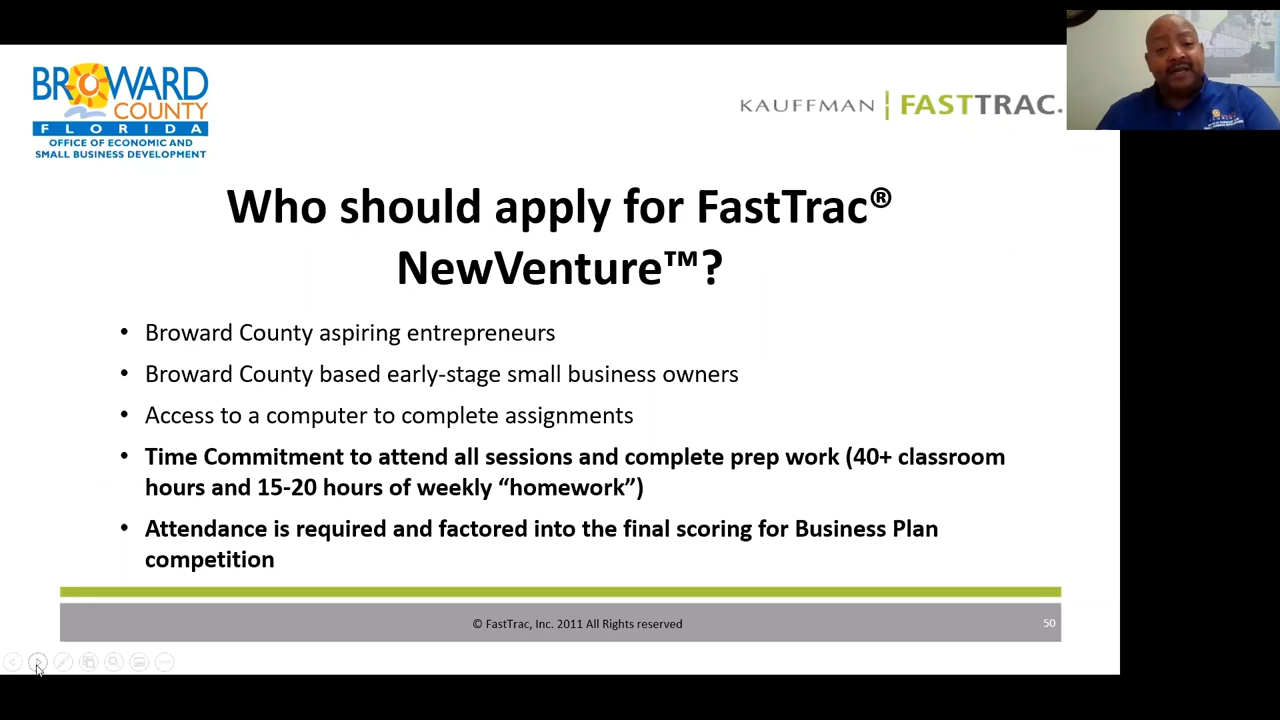 BROWARD
COUNTY
FLORIDA
OFFICE OF ECONOMIC AND
SMALL BUSINESS DEVELOPMENT
KAUFFMAN | FASTTRAC.
Who should apply for FastTrac®
NewVenture™?
• Broward County aspiring entrepreneurs
• Broward County based early-stage small business owners
• Access to a computer to complete assignments
• Time Commitment to attend all sessions and complete prep work (40+ classroom
hours and 15-20 hours of weekly “homework”)
• Attendance is required and factored into the final scoring for Business Plan
competition
© FastTrac, Inc. 2011 All Rights reserved
50